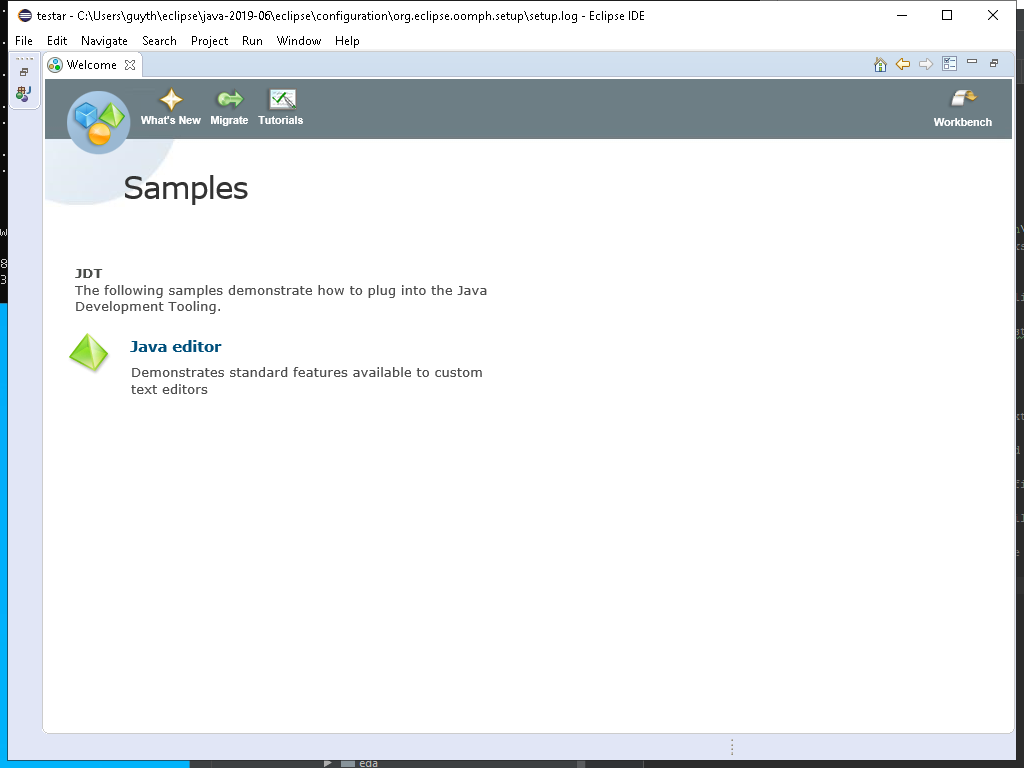 testar - C:\Users\guyth\eclipse\java-2019-06\eclipse\configuration\org.eclipse.oomph.setup\setup.log - Eclipse IDE
File Edit Navigate Search Project Run Window Help
Welcome
What's New Migrate Tutorials Workbench
Samples
JDT
The following samples demonstrate how to plug into the Java
Development Tooling.
Java editor
Demonstrates standard features available to custom
text editors
eda